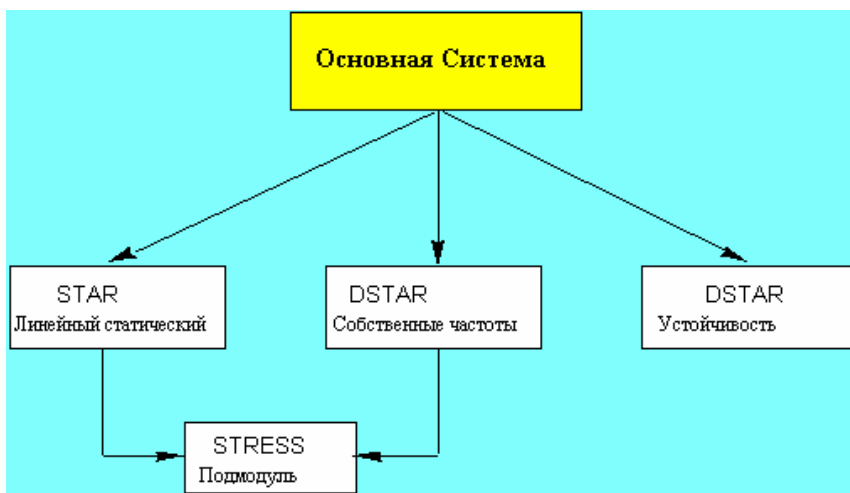 Основная Система
STAR
Линейный статический
DSTAR
Собственные частоты
DSTAR
Устойчивость
STRESS
Подмодуль